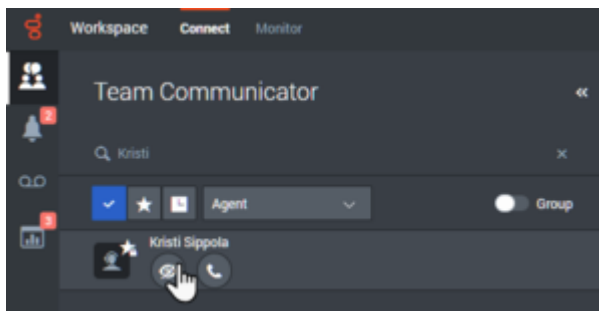 Workspace Connect Monitor
Team Communicator
2
Kristi
Agent
Group
3
Kristi Sippola